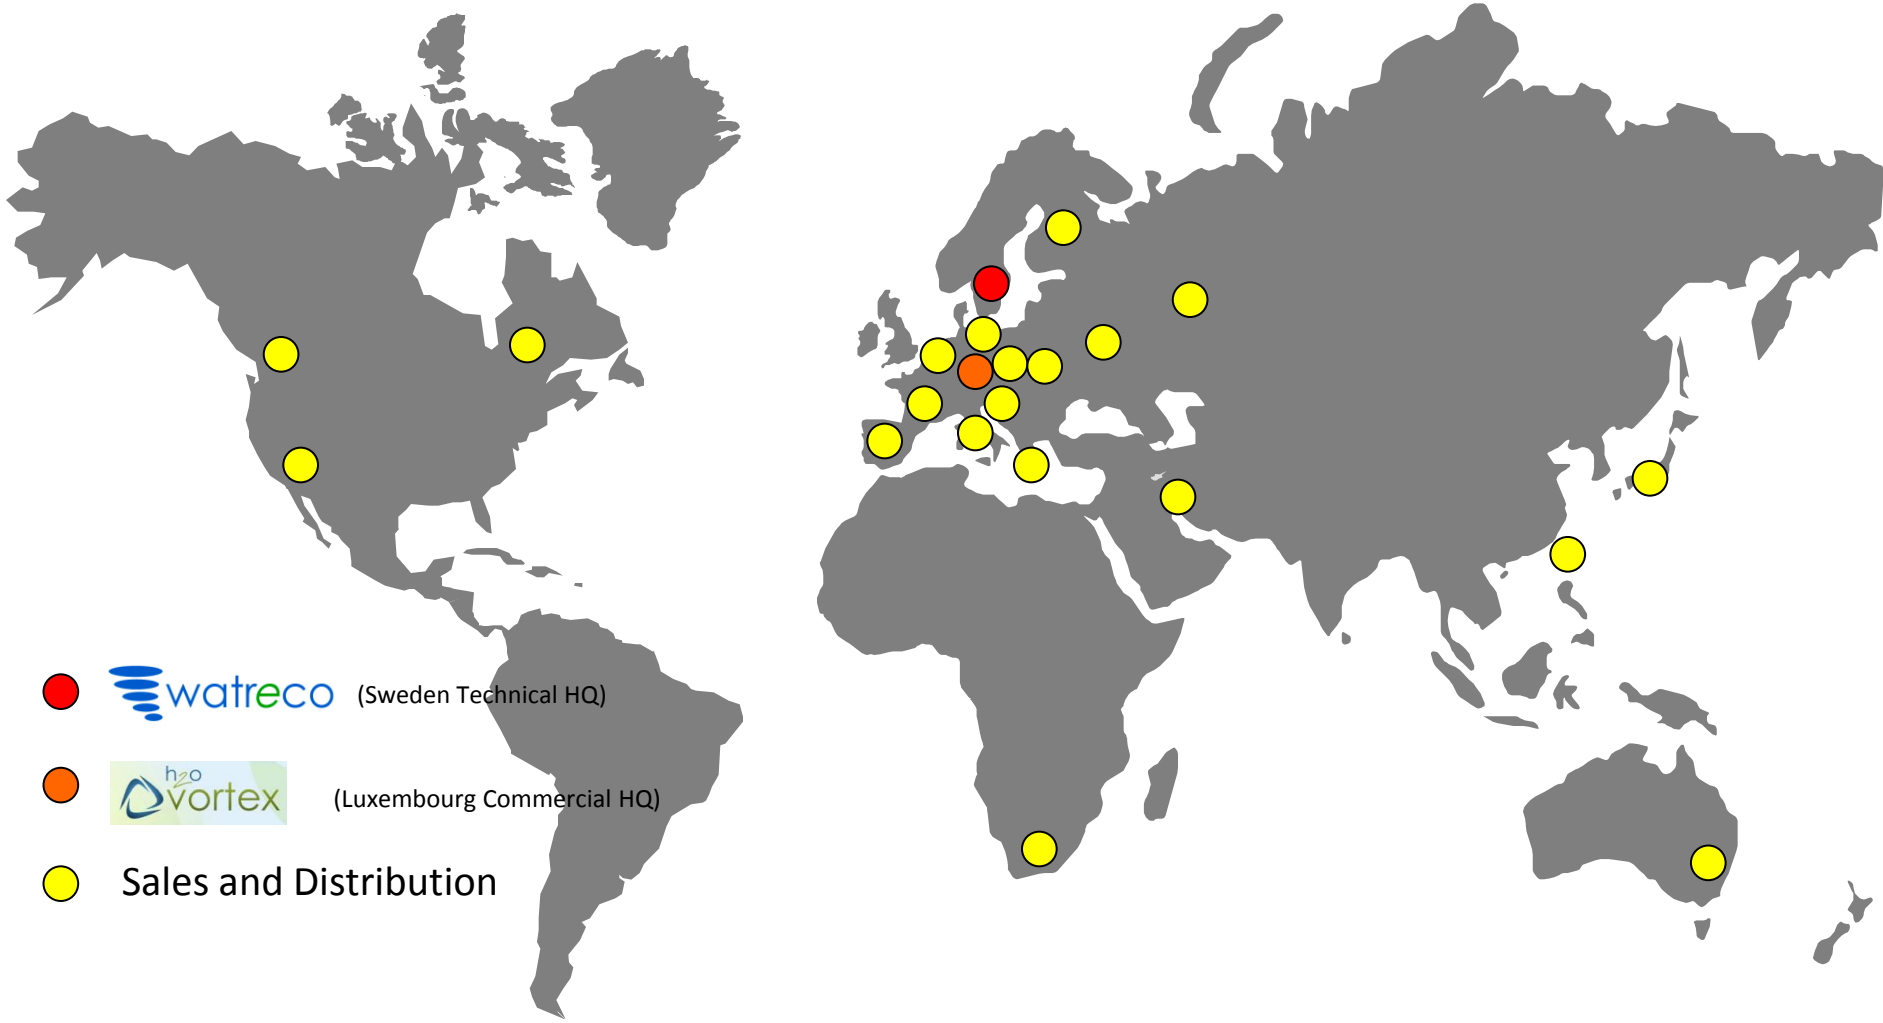 watreco (Sweden Technical HQ)
h2o
vortex (Luxembourg Commercial HQ)
Sales and Distribution